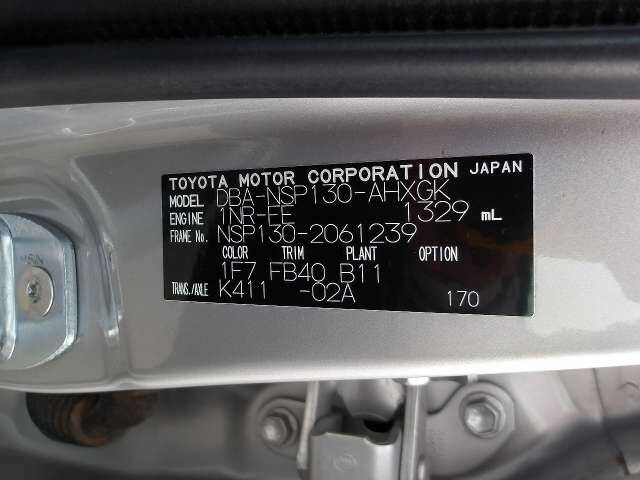 TOYOTA MOTOR CORPORATION JAPAN
MODEL DBA-NSP130-AHXGK
ENGINE 1NR-FE 1329 mL
FRAME No. NSP130-2061239
COLOR TRIM PLANT OPTION
1F7 FB40 B11
TRANS./AXLE K411 -02A 170